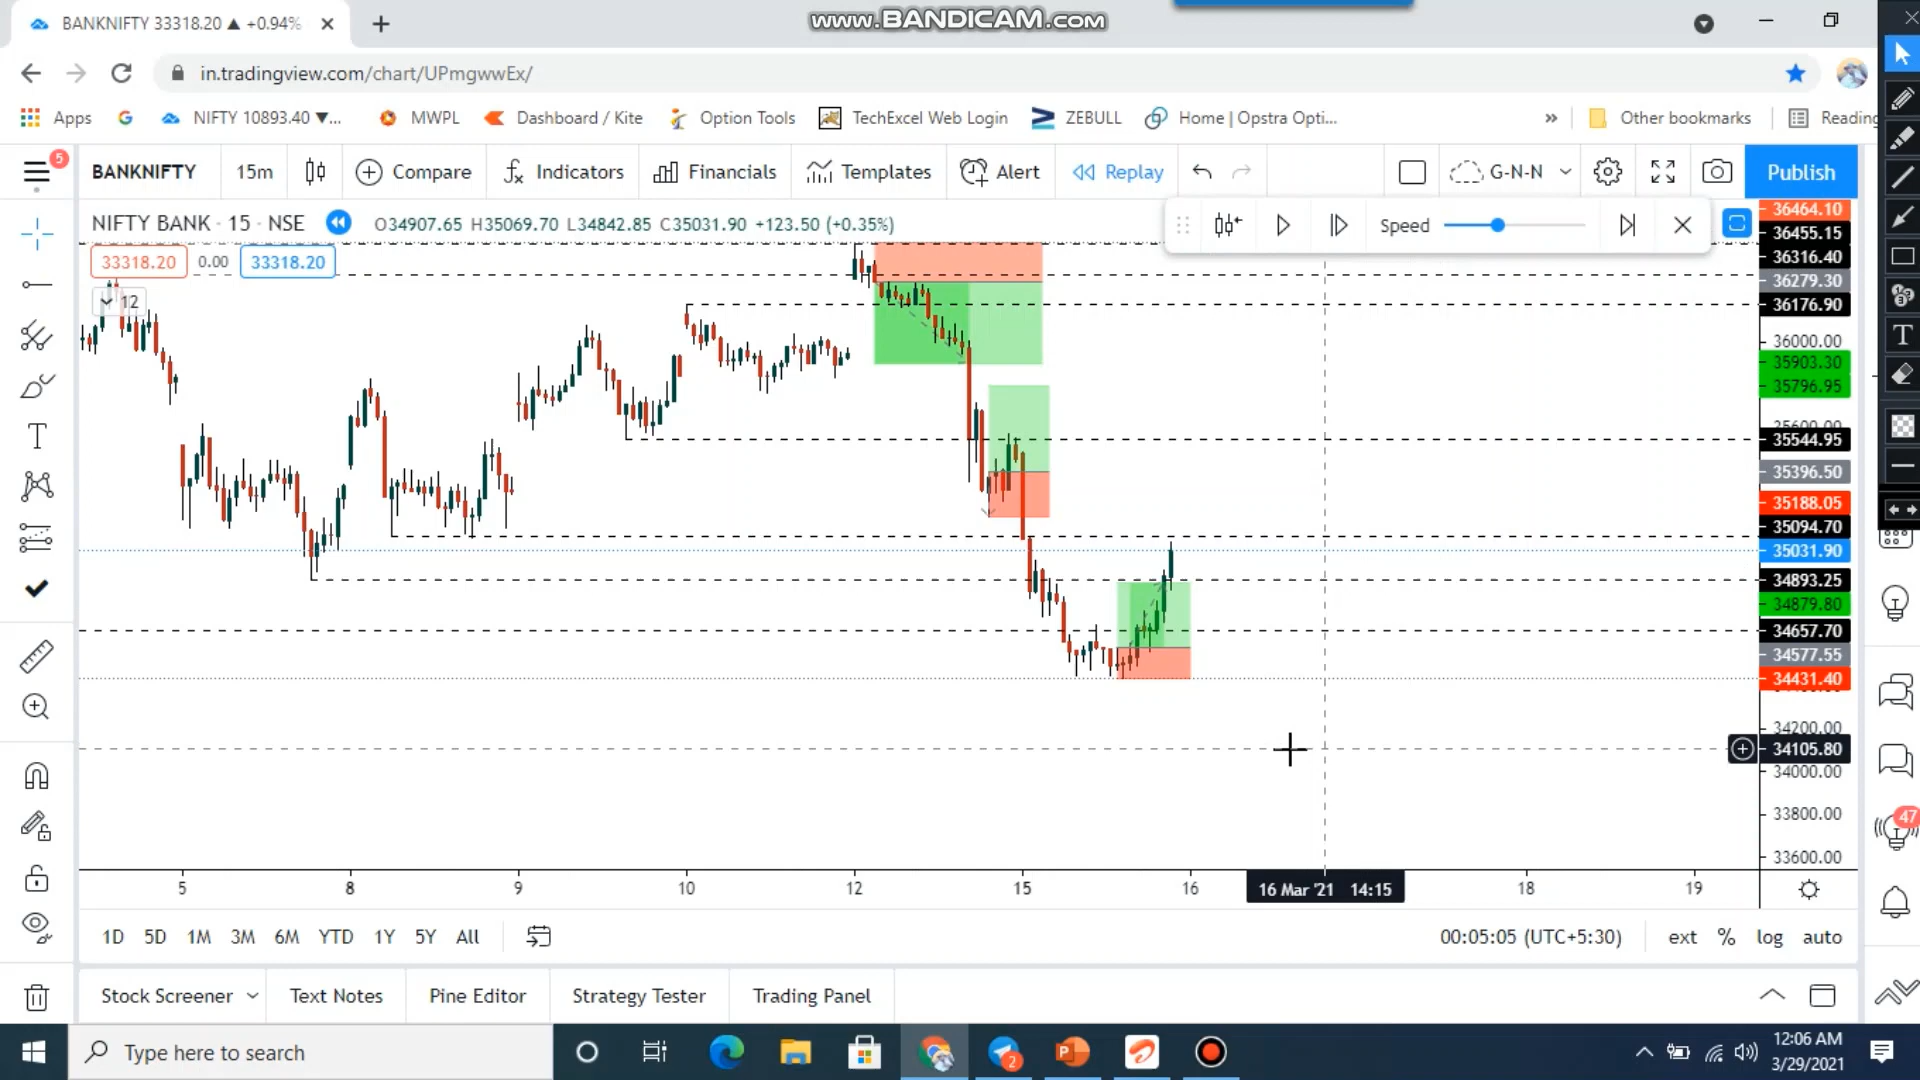 BANKNIFTY 33318.20 ▲ +0.94%
www.BANDICAM.com
in.tradingview.com/chart/UPmgwwEx/
Apps
NIFTY 10893.40 ▼...
MWPL
Dashboard / Kite
Option Tools
TechExcel Web Login
ZEBULL
Home | Opstra Opti...
»
Other bookmarks
Reading
5
BANKNIFTY
15m
Compare
Indicators
Financials
Templates
Alert
Replay
G-N-N
Publish
NIFTY BANK · 15 · NSE
O34907.65 H35069.70 L34842.85 C35031.90 +123.50 (+0.35%)
Speed
33318.20
0.00
33318.20
12
36464.10
36455.15
36316.40
36279.30
36176.90
36000.00
35903.30
35796.95
35600.00
35544.95
35396.50
35188.05
35094.70
35031.90
34893.25
34879.80
34657.70
34577.55
34431.40
34200.00
34105.80
34000.00
33800.00
33600.00
47
5
8
9
10
12
15
16
16 Mar '21 14:15
18
19
1D
5D
1M
3M
6M
YTD
1Y
5Y
All
00:05:05 (UTC+5:30)
ext
%
log
auto
Stock Screener
Text Notes
Pine Editor
Strategy Tester
Trading Panel
Type here to search
2
12:06 AM
3/29/2021